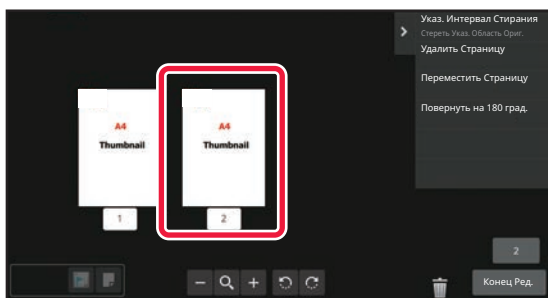 Указ. Интервал Стирания
Стереть Указ. Область Ориг.
Удалить Страницу
Переместить Страницу
Повернуть на 180 град.
A4
Thumbnail
1
A4
Thumbnail
2
2
Конец Ред.